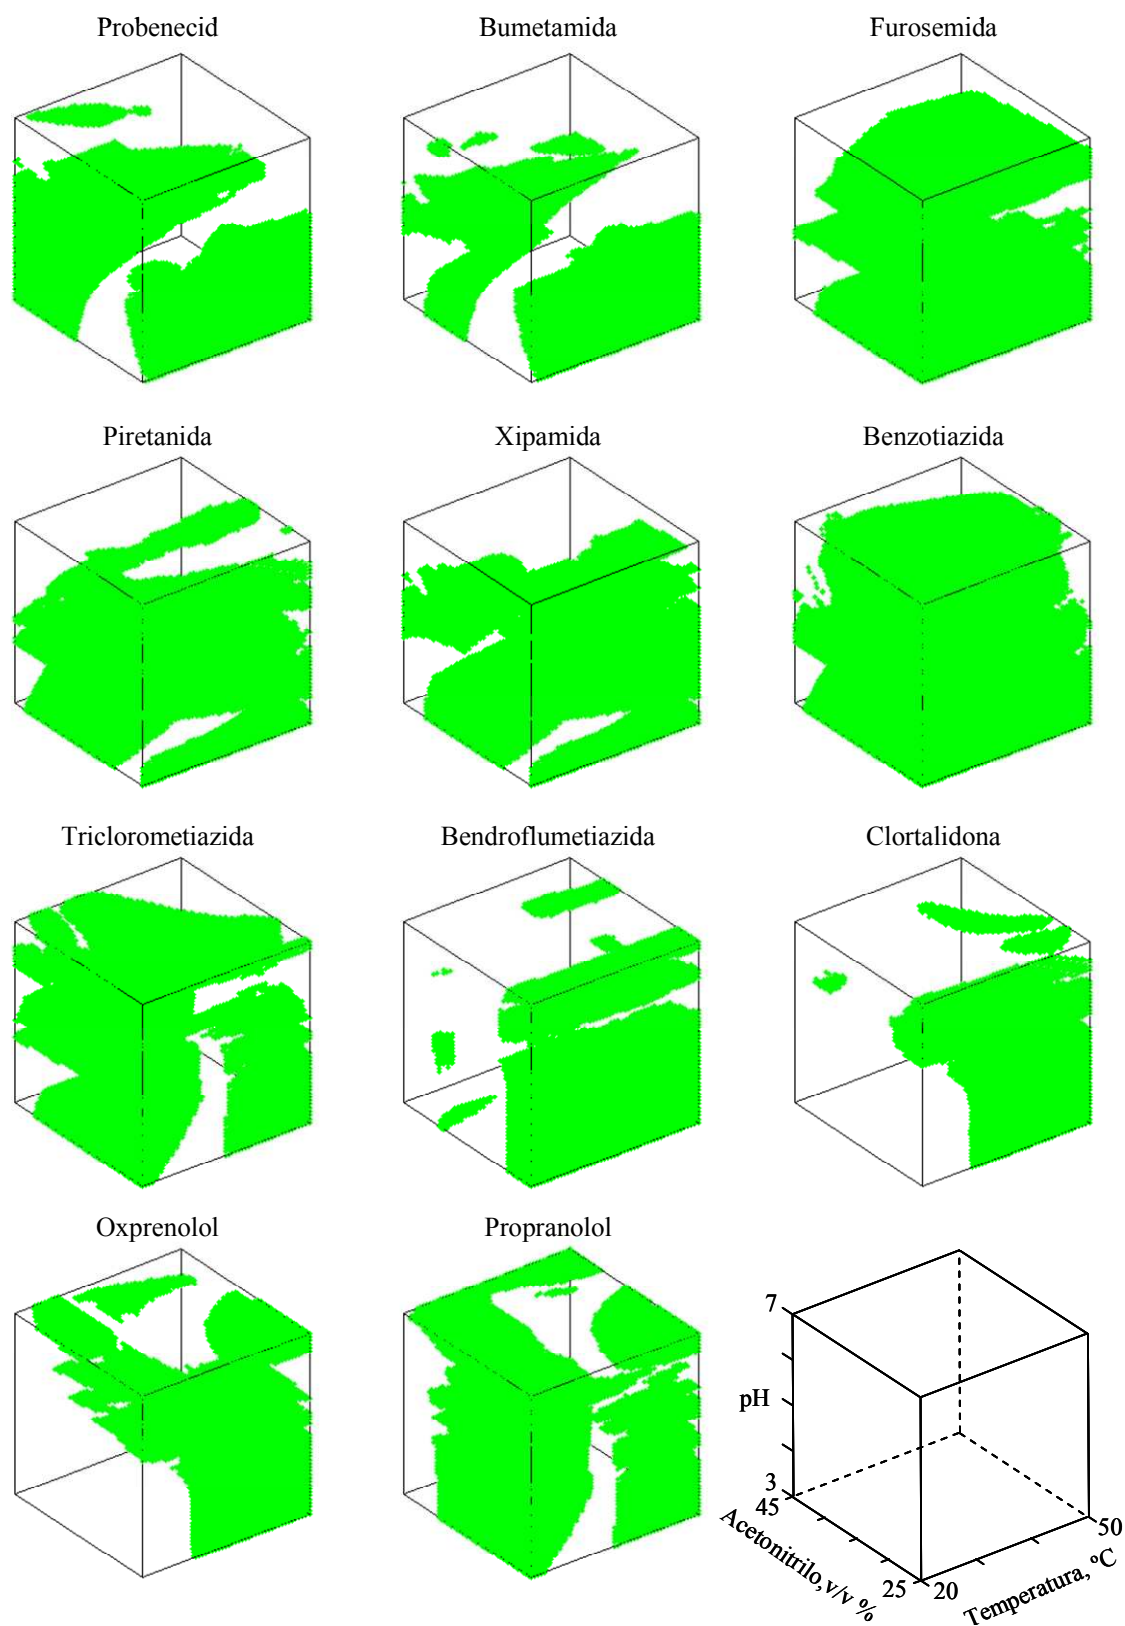 Probenecid
Bumetamida
Furosemida
Piretanida
Xipamida
Benzotiazida
Triclorometiazida
Bendroflumetiazida
Clortalidona
Oxprenolol
Propranolol
7
pH
3
45
Acetonitrilo, v/v %
25
20
Temperatura, ºC
50